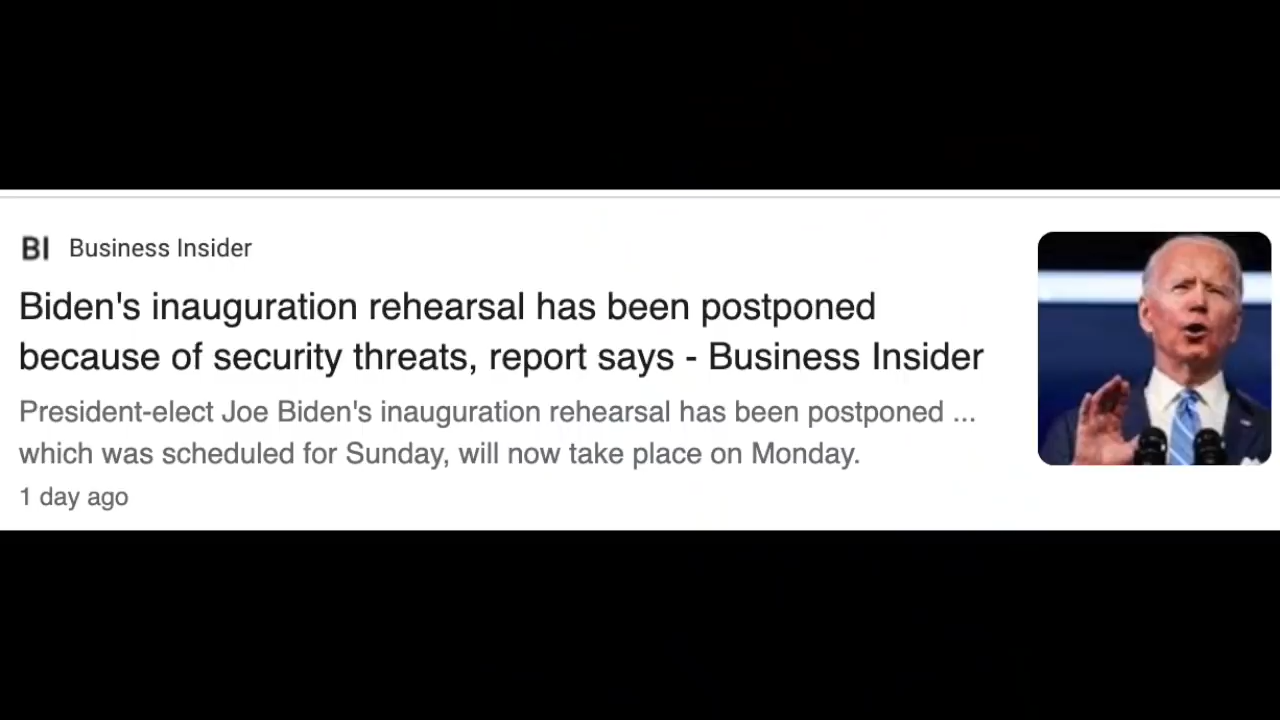 BI Business Insider
Biden's inauguration rehearsal has been postponed
because of security threats, report says - Business Insider
President-elect Joe Biden's inauguration rehearsal has been postponed ...
which was scheduled for Sunday, will now take place on Monday.
1 day ago